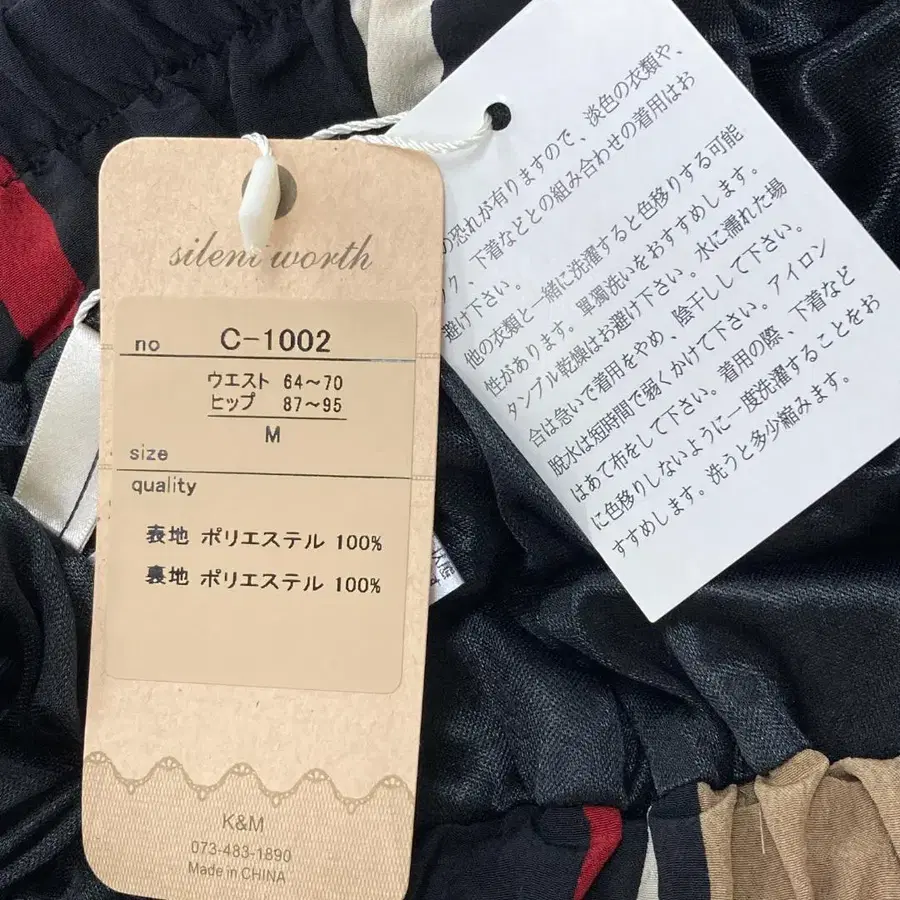 silent worth
no C-1002
ウエスト 64～70
ヒップ 87～95
M
size
quality
表地 ポリエステル 100%
裏地 ポリエステル 100%
K&M
073-483-1890
Made in CHINA
恐れが有りますので、淡色の衣類や、
、下着などとの組み合わせの着用はお
避け下さい。
他の衣類と一緒に洗濯すると色移りする可能
性があります。單獨洗いをおすすめします。
タンブル乾燥はお避け下さい。水に濡れた場
合は急いで着用をやめ、陰干しして下さい。
脱水は短時間で弱くかけて下さい。アイロン
はあて布をして下さい。着用の際、下着など
に色移りしないように一度洗濯することをお
すすめします。洗うと多少縮みます。